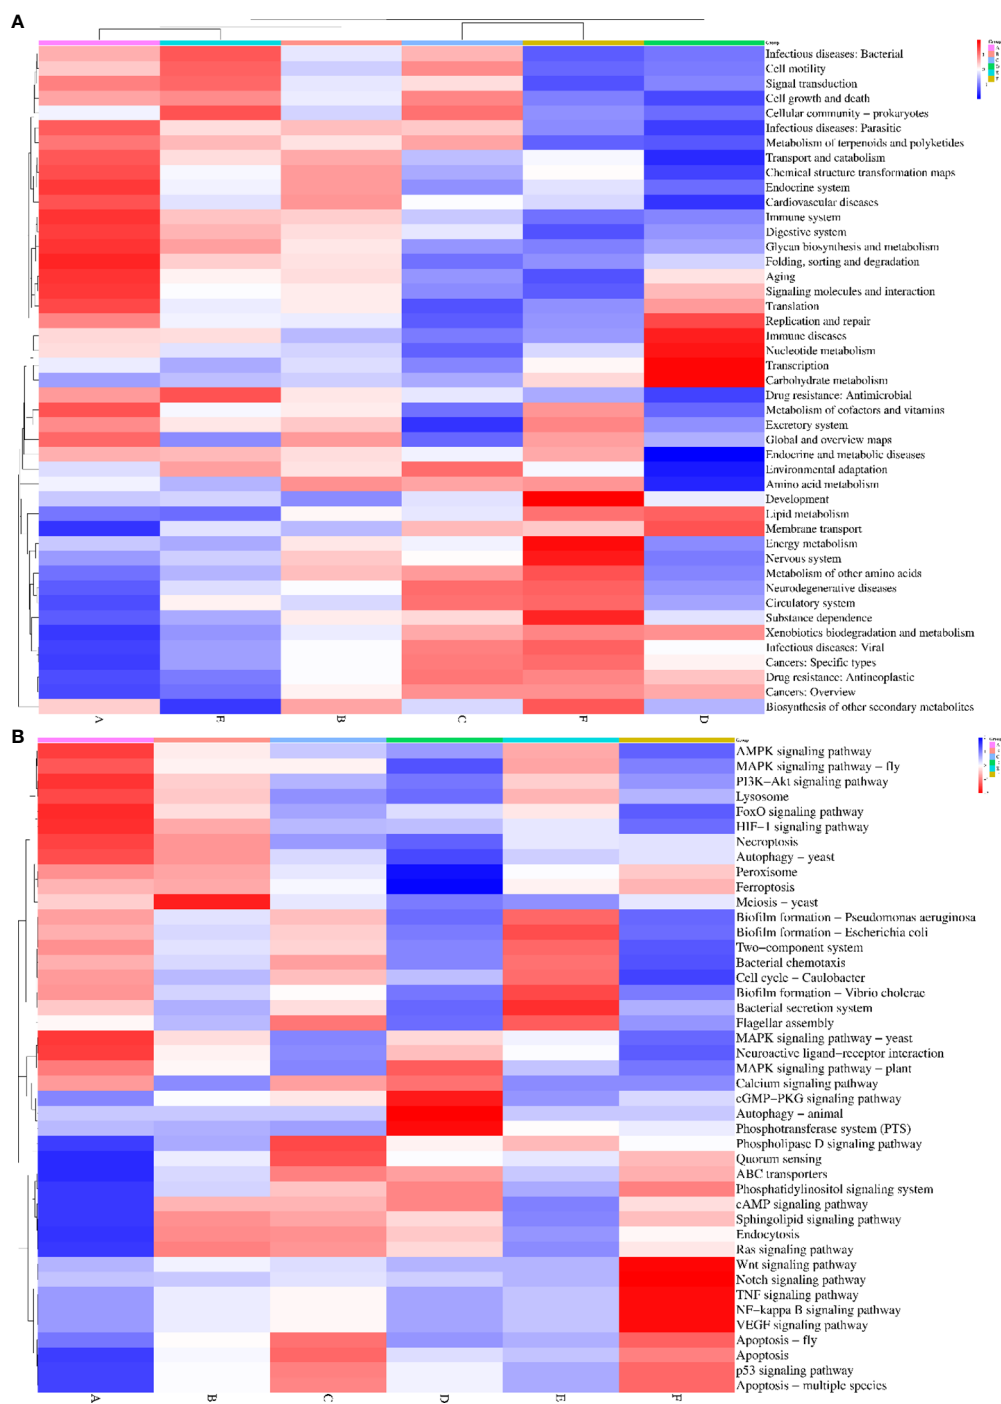 A
Group
Infectious diseases: Bacterial
Cell motility
Signal transduction
Cell growth and death
Cellular community − prokaryotes
Infectious diseases: Parasitic
Metabolism of terpenoids and polyketides
Transport and catabolism
Chemical structure transformation maps
Endocrine system
Cardiovascular diseases
Immune system
Digestive system
Glycan biosynthesis and metabolism
Folding, sorting and degradation
Aging
Signaling molecules and interaction
Translation
Replication and repair
Immune diseases
Nucleotide metabolism
Transcription
Carbohydrate metabolism
Drug resistance: Antimicrobial
Metabolism of cofactors and vitamins
Excretory system
Global and overview maps
Endocrine and metabolic diseases
Environmental adaptation
Amino acid metabolism
Development
Lipid metabolism
Membrane transport
Energy metabolism
Nervous system
Metabolism of other amino acids
Neurodegenerative diseases
Circulatory system
Substance dependence
Xenobiotics biodegradation and metabolism
Infectious diseases: Viral
Cancers: Specific types
Drug resistance: Antineoplastic
Cancers: Overview
Biosynthesis of other secondary metabolites
A E B C F D
B
Group
AMPK signaling pathway
MAPK signaling pathway − fly
PI3K−Akt signaling pathway
Lysosome
FoxO signaling pathway
HIF−1 signaling pathway
Necroptosis
Autophagy − yeast
Peroxisome
Ferroptosis
Meiosis − yeast
Biofilm formation − Pseudomonas aeruginosa
Biofilm formation − Escherichia coli
Two−component system
Bacterial chemotaxis
Cell cycle − Caulobacter
Biofilm formation − Vibrio cholerae
Bacterial secretion system
Flagellar assembly
MAPK signaling pathway − yeast
Neuroactive ligand−receptor interaction
MAPK signaling pathway − plant
Calcium signaling pathway
cGMP−PKG signaling pathway
Autophagy − animal
Phosphotransferase system (PTS)
Phospholipase D signaling pathway
Quorum sensing
ABC transporters
Phosphatidylinositol signaling system
cAMP signaling pathway
Sphingolipid signaling pathway
Endocytosis
Ras signaling pathway
Wnt signaling pathway
Notch signaling pathway
TNF signaling pathway
NF−kappa B signaling pathway
VEGF signaling pathway
Apoptosis − fly
Apoptosis
p53 signaling pathway
Apoptosis − multiple species
A B C D E F